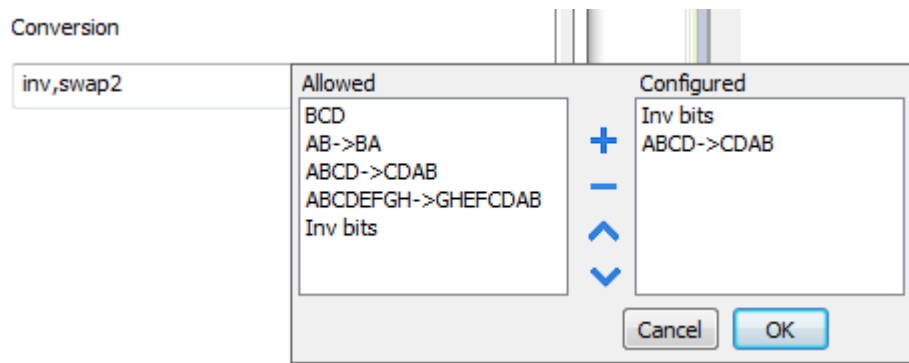 Conversion
inv,swap2
Allowed
BCD
AB->BA
ABCD->CDAB
ABCDEFGH->GHEFCDAB
Inv bits
Configured
Inv bits
ABCD->CDAB
Cancel
OK